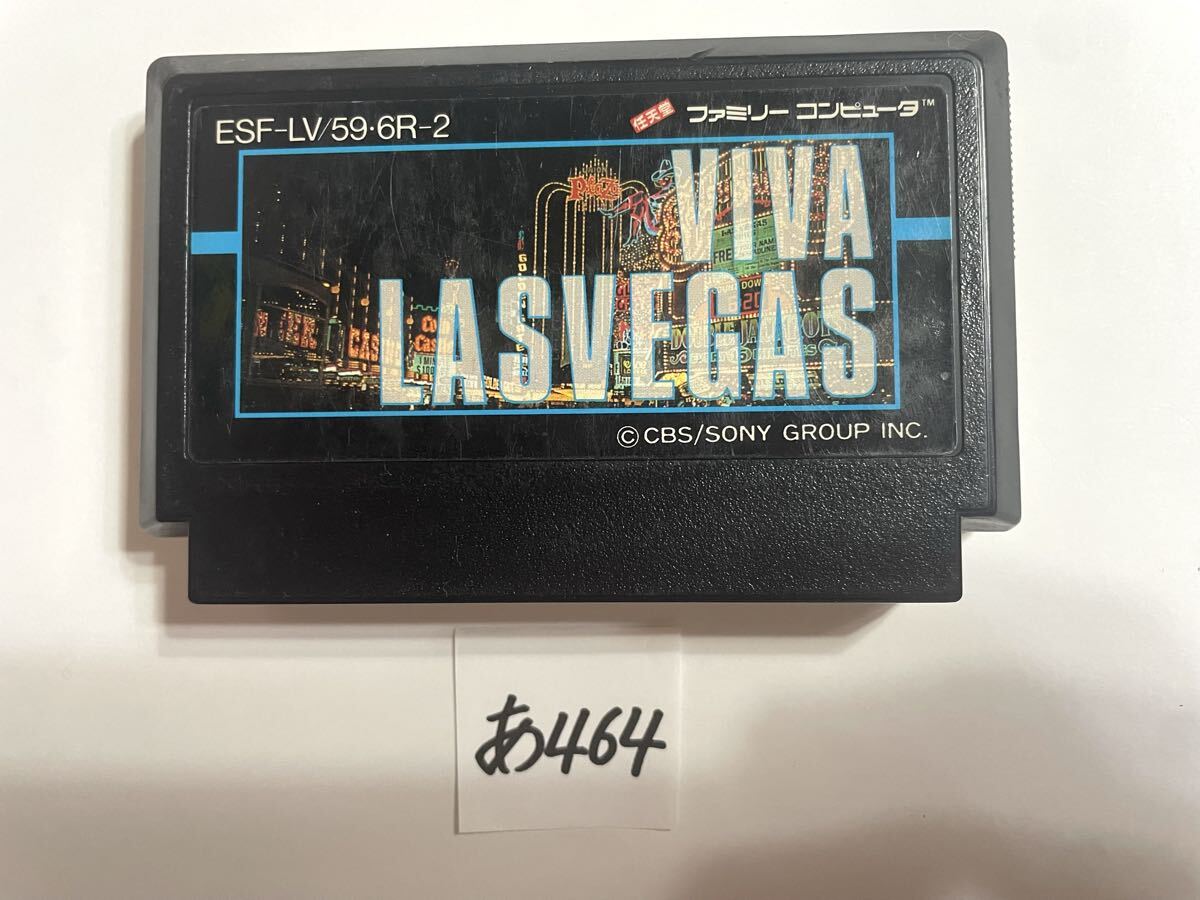 ESF-LV/59·6R-2
任天堂 ファミリー コンピュータ™
VIVA
LASVEGAS
© CBS/SONY GROUP INC.
あ464